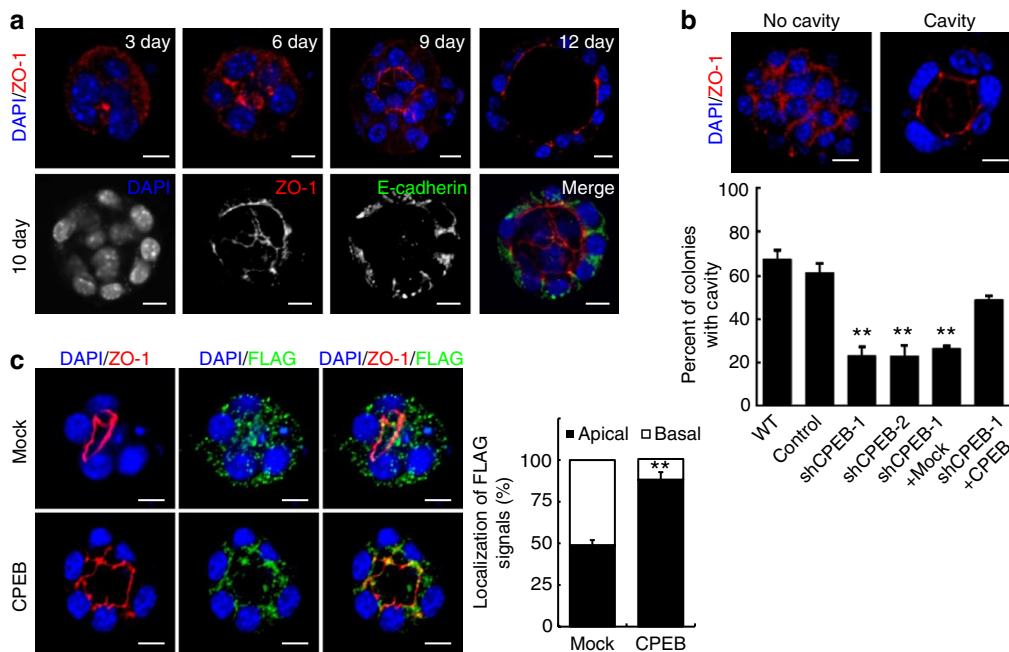 a
3 day
6 day
9 day
12 day
DAPI/ZO-1
DAPI
ZO-1
E-cadherin
Merge
10 day
b
No cavity
Cavity
DAPI/ZO-1
Percent of colonies
with cavity
100
80
60
40
20
0
** ** **
WT
Control
shCPEB-1
shCPEB-2
shCPEB-1
+Mock
shCPEB-1
+CPEB
c
DAPI/ZO-1
DAPI/FLAG
DAPI/ZO-1/FLAG
Mock
CPEB
Localization of FLAG
signals (%)
Apical
Basal
100
75
50
25
0
**
Mock
CPEB